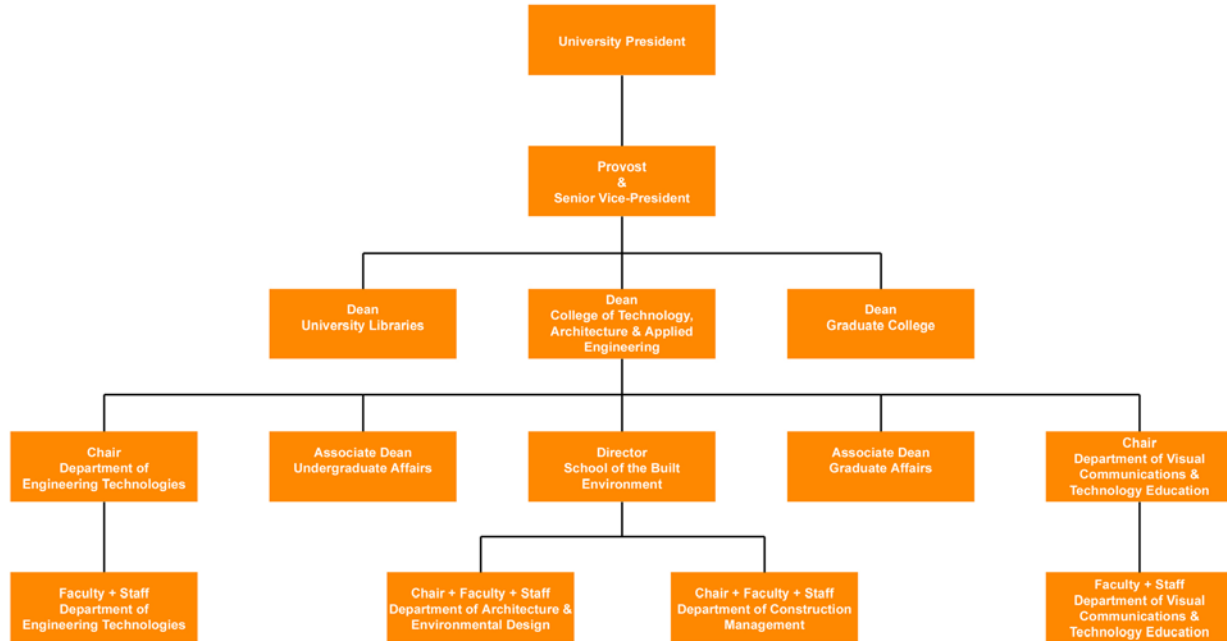 University President
Provost
&
Senior Vice-President
Dean
University Libraries
Dean
College of Technology,
Architecture & Applied
Engineering
Dean
Graduate College
Chair
Department of
Engineering Technologies
Associate Dean
Undergraduate Affairs
Director
School of the Built
Environment
Associate Dean
Graduate Affairs
Chair
Department of Visual
Communications &
Technology Education
Faculty + Staff
Department of
Engineering Technologies
Chair + Faculty + Staff
Department of Architecture &
Environmental Design
Chair + Faculty + Staff
Department of Construction
Management
Faculty + Staff
Department of Visual
Communications &
Technology Education